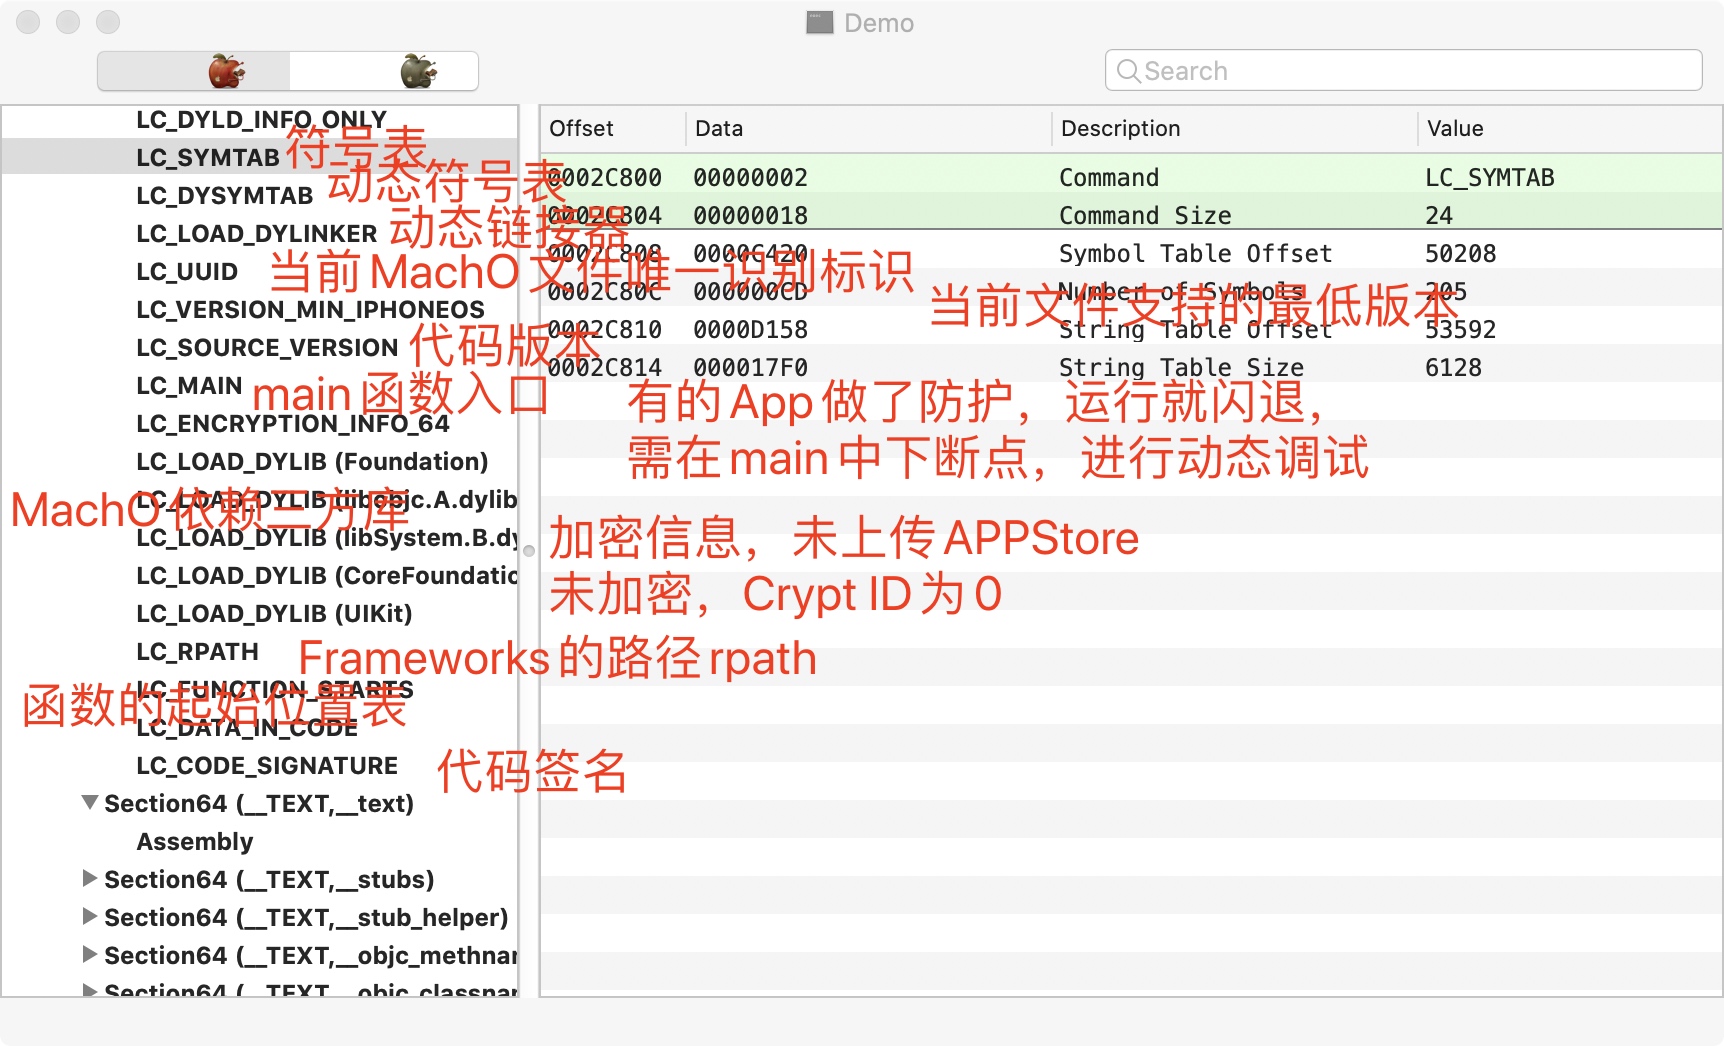 Demo
Search
LC_DYLD_INFO_ONLY
LC_SYMTAB 符号表
LC_DYSYMTAB 动态符号表
LC_LOAD_DYLINKER 动态链接器
LC_UUID 当前MachO文件唯一识别标识
LC_VERSION_MIN_IPHONEOS 当前文件支持的最低版本
LC_SOURCE_VERSION 代码版本
LC_MAIN main函数入口
有的App做了防护，运行就闪退，
需在main中下断点，进行动态调试
LC_ENCRYPTION_INFO_64
加密信息，未上传APPStore
未加密，Crypt ID为0
LC_LOAD_DYLIB (Foundation)
LC_LOAD_DYLIB (libobjc.A.dylib
MachO依赖三方库
LC_LOAD_DYLIB (libSystem.B.dy
LC_LOAD_DYLIB (CoreFoundatio
LC_LOAD_DYLIB (UIKit)
LC_RPATH Frameworks的路径rpath
LC_FUNCTION_STARTS
函数的起始位置表
LC_DATA_IN_CODE
LC_CODE_SIGNATURE 代码签名
Section64 (__TEXT,__text)
Assembly
Section64 (__TEXT,__stubs)
Section64 (__TEXT,__stub_helper)
Section64 (__TEXT,__objc_methnar
Section64 (__TEXT,__objc_classnar
Offset Data Description Value
0002C800 00000002 Command LC_SYMTAB
0002C804 00000018 Command Size 24
0002C808 0000C420 Symbol Table Offset 50208
0002C80C 000000CD Number of Symbols 205
0002C810 0000D158 String Table Offset 53592
0002C814 000017F0 String Table Size 6128